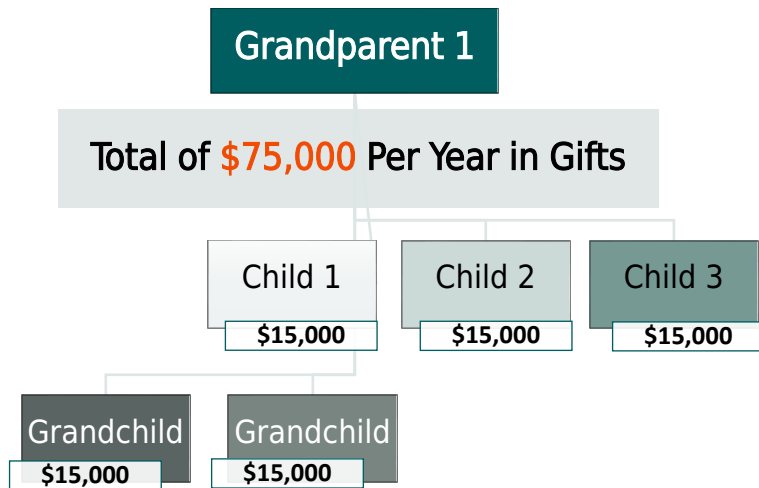 Grandparent 1
Total of $75,000 Per Year in Gifts
Child 1
Child 2
Child 3
$15,000
$15,000
$15,000
Grandchild
Grandchild
$15,000
$15,000